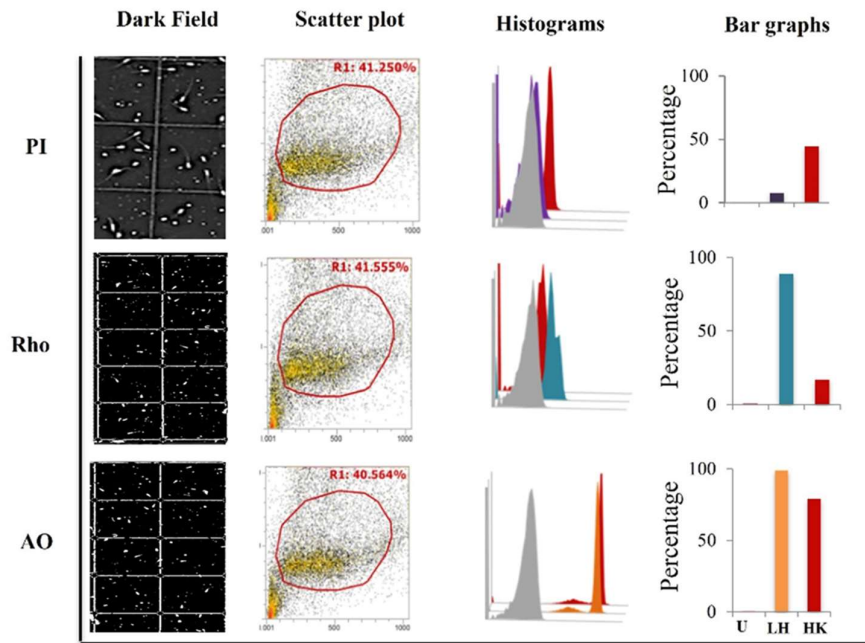 Dark Field Scatter plot Histograms Bar graphs
PI
R1: 41.250%
.001 500 1000
Percentage
100
50
0
Rho
R1: 41.555%
.001 500 1000
Percentage
100
50
0
AO
R1: 40.564%
.001 500 1000
Percentage
100
50
0
U LH HK